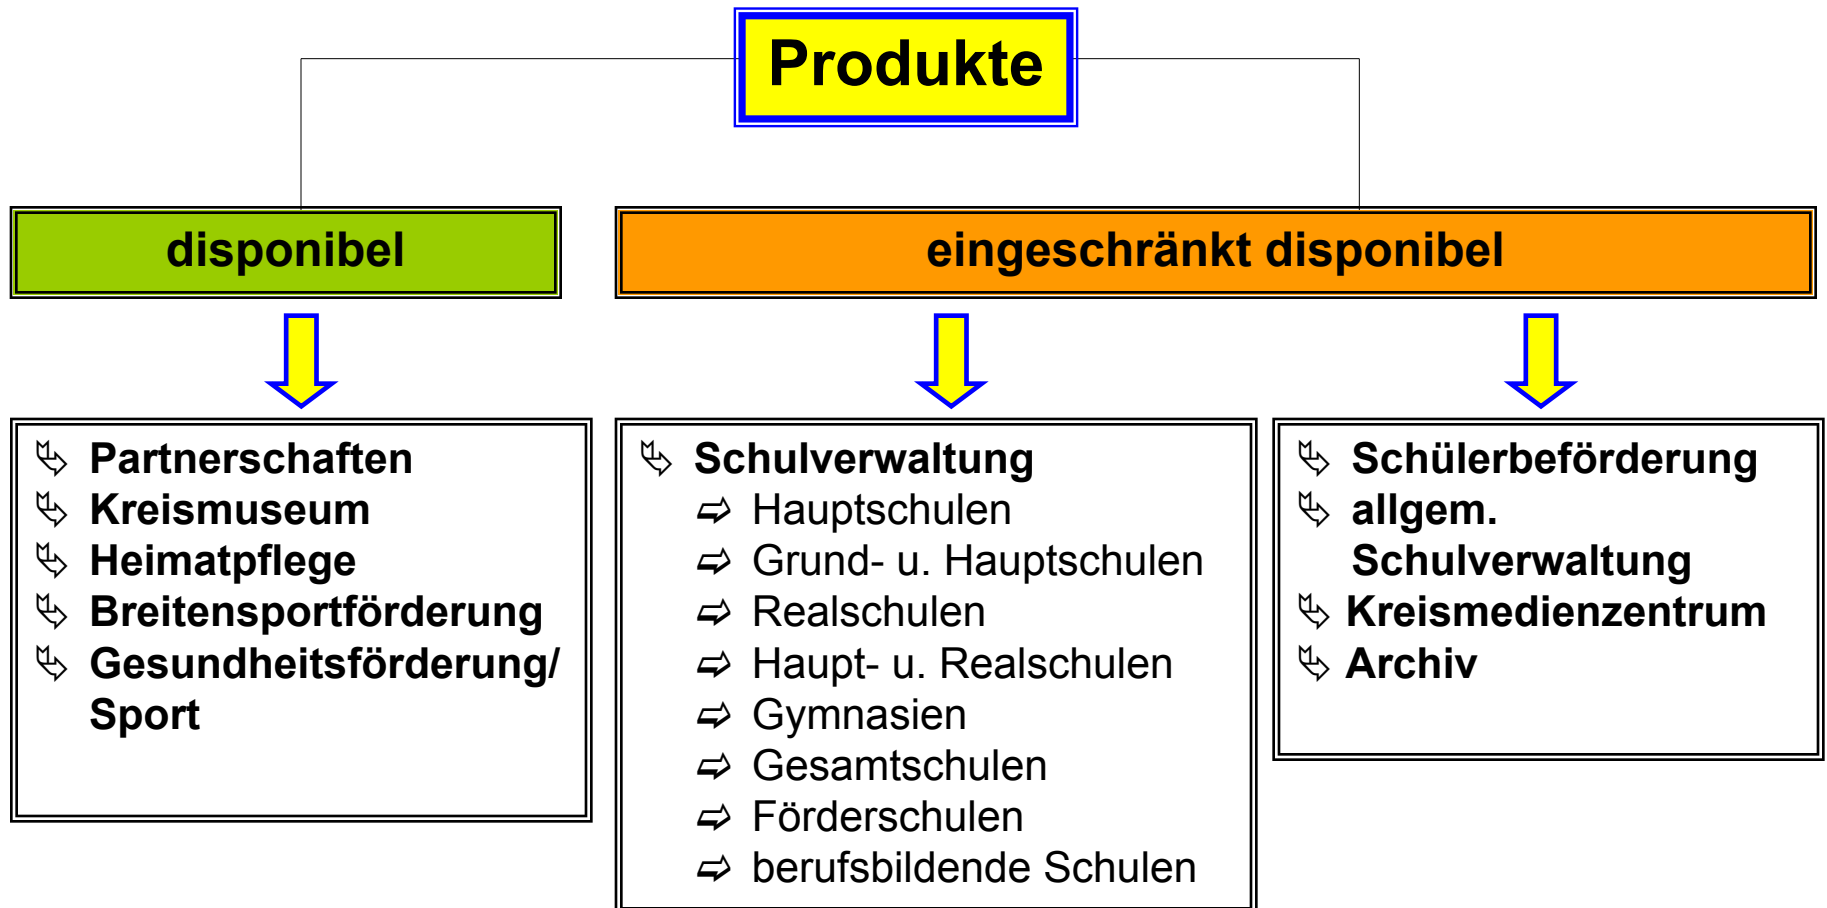 Produkte
disponibel
eingeschränkt disponibel
Partnerschaften
Kreismuseum
Heimatpflege
Breitensportförderung
Gesundheitsförderung/
Sport
Schulverwaltung
Hauptschulen
Grund- u. Hauptschulen
Realschulen
Haupt- u. Realschulen
Gymnasien
Gesamtschulen
Förderschulen
berufsbildende Schulen
Schülerbeförderung
allgem.
Schulverwaltung
Kreismedienzentrum
Archiv